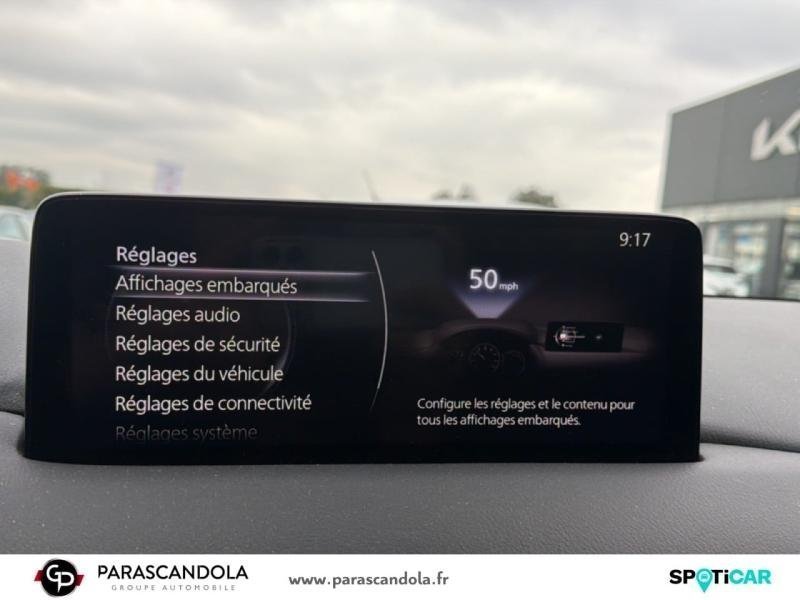 9:17
Réglages
Affichages embarqués
Réglages audio
Réglages de sécurité
Réglages du véhicule
Réglages de connectivité
Réglages système
50 mph
Configure les réglages et le contenu pour
tous les affichages embarqués.
GP
PARASCANDOLA
GROUPE AUTOMOBILE
www.parascandola.fr
SPOTiCAR